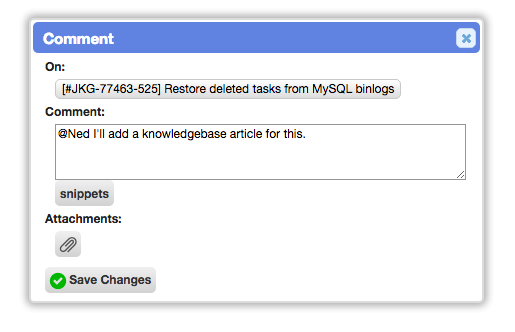 Comment
On:
[#JKG-77463-525] Restore deleted tasks from MySQL binlogs
Comment:
@Ned I'll add a knowledgebase article for this.
snippets
Attachments:
Save Changes